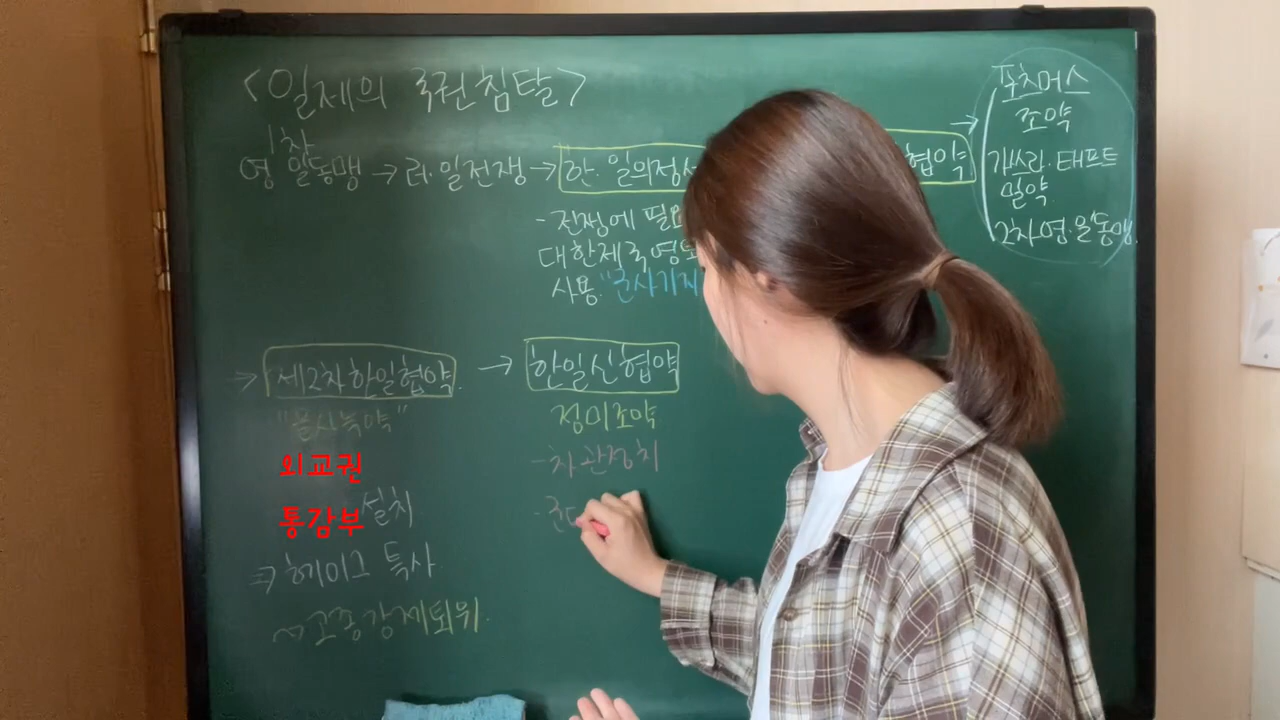 <일제의 국권침탈>
1차
영 일동맹 → 러·일전쟁 → 한·일의정서
협약
→ 포츠머스
조약
가쓰라·태프트
밀약
2차 영·일동맹
- 전쟁에 필요
대한제국영토
사용. "군사기지
→ 제2차한일협약. → 한일신협약
"을사늑약"
정미조약
외교권
- 차관정치
통감부 설치
- 군
⇒ 헤이그 특사
~고종강제퇴위.